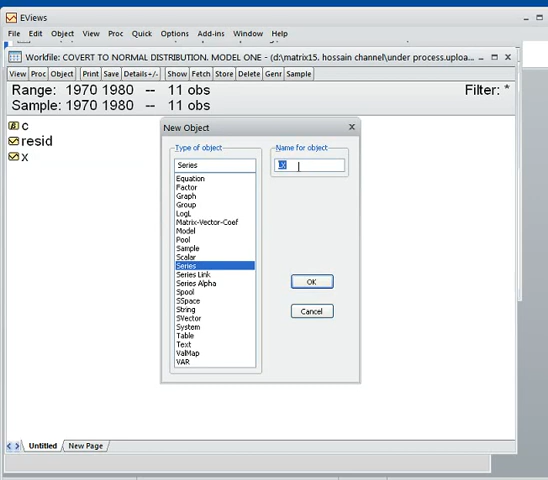 EViews
File Edit Object View Proc Quick Options Add-ins Window Help
Workfile: COVERT TO NORMAL DISTRIBUTION. MODEL ONE - (d:\matrix15. hossain channel\under process.uploa...
View Proc Object Print Save Details+/- Show Fetch Store Delete Genr Sample
Range: 1970 1980 -- 11 obs Filter: *
Sample: 1970 1980 -- 11 obs
c
resid
x
New Object
Type of object
Name for object
Series
Equation
Factor
Graph
Group
LogL
Matrix-Vector-Coef
Model
Pool
Sample
Scalar
Series
Series Link
Series Alpha
Spool
SSpace
String
SVector
System
Table
Text
ValMap
VAR
OK
Cancel
Untitled New Page